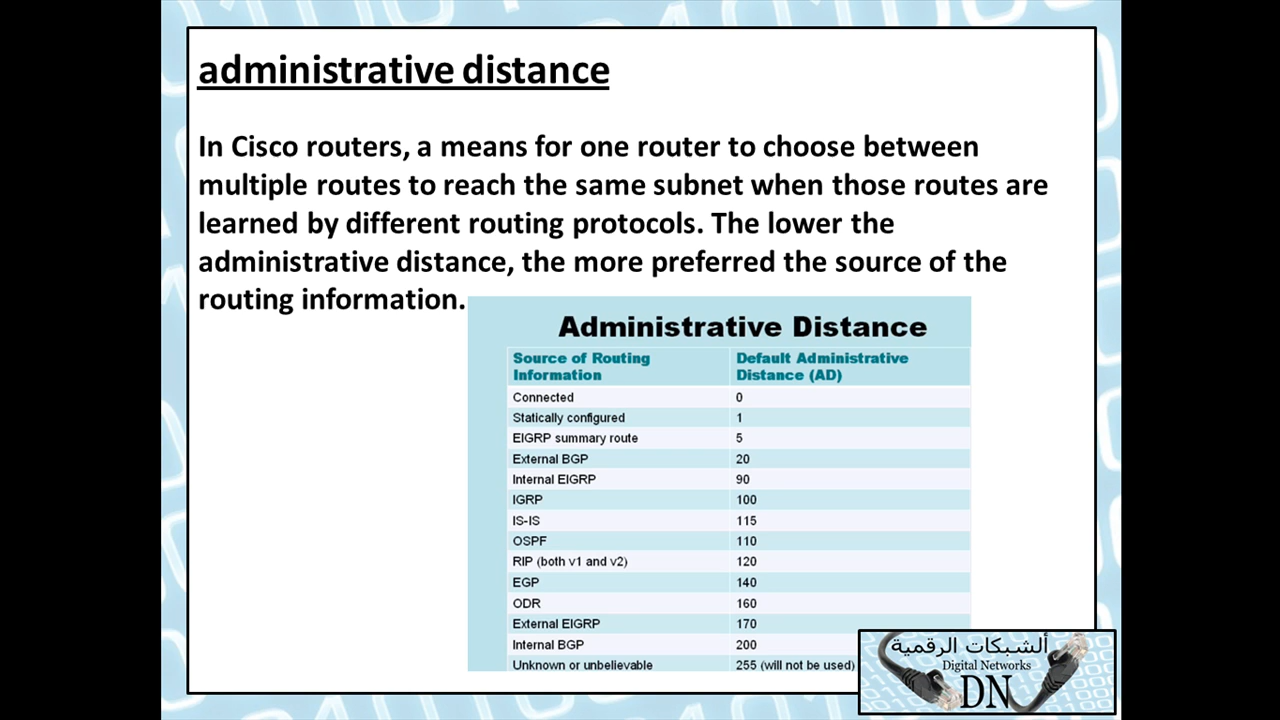 administrative distance
In Cisco routers, a means for one router to choose between
multiple routes to reach the same subnet when those routes are
learned by different routing protocols. The lower the
administrative distance, the more preferred the source of the
routing information.
Administrative Distance
Source of Routing Information Default Administrative Distance (AD)
Connected 0
Statically configured 1
EIGRP summary route 5
External BGP 20
Internal EIGRP 90
IGRP 100
IS-IS 115
OSPF 110
RIP (both v1 and v2) 120
EGP 140
ODR 160
External EIGRP 170
Internal BGP 200
Unknown or unbelievable 255 (will not be used)
ألشبكات الرقمية
Digital Networks
DN